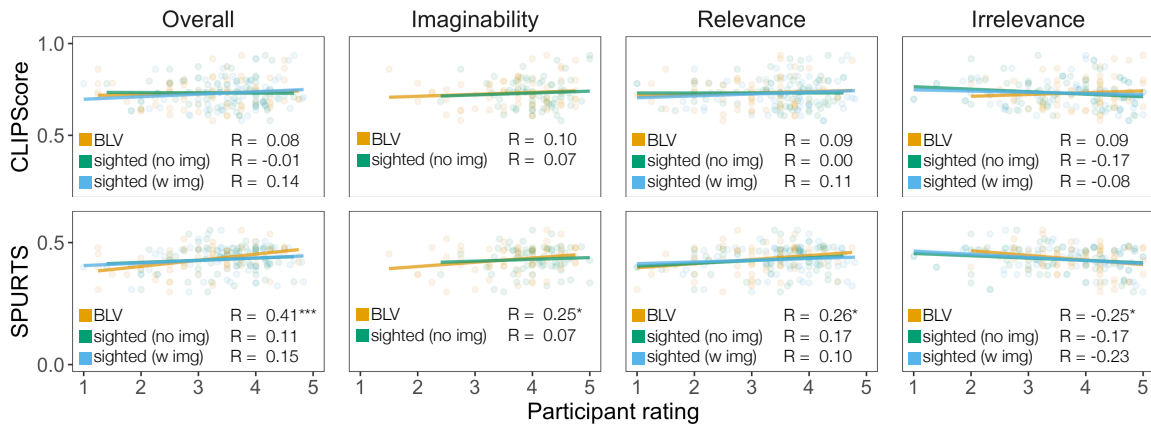 Overall Imaginability Relevance Irrelevance
CLIPScore
1.0
0.5
BLV R = 0.08
sighted (no img) R = -0.01
sighted (w img) R = 0.14
BLV R = 0.10
sighted (no img) R = 0.07
BLV R = 0.09
sighted (no img) R = 0.00
sighted (w img) R = 0.11
BLV R = 0.09
sighted (no img) R = -0.17
sighted (w img) R = -0.08
SPURTS
0.5
0.0
BLV R = 0.41***
sighted (no img) R = 0.11
sighted (w img) R = 0.15
BLV R = 0.25*
sighted (no img) R = 0.07
BLV R = 0.26*
sighted (no img) R = 0.17
sighted (w img) R = 0.10
BLV R = -0.25*
sighted (no img) R = -0.17
sighted (w img) R = -0.23
1 2 3 4 5 1 2 3 4 5 1 2 3 4 5 1 2 3 4 5
Participant rating